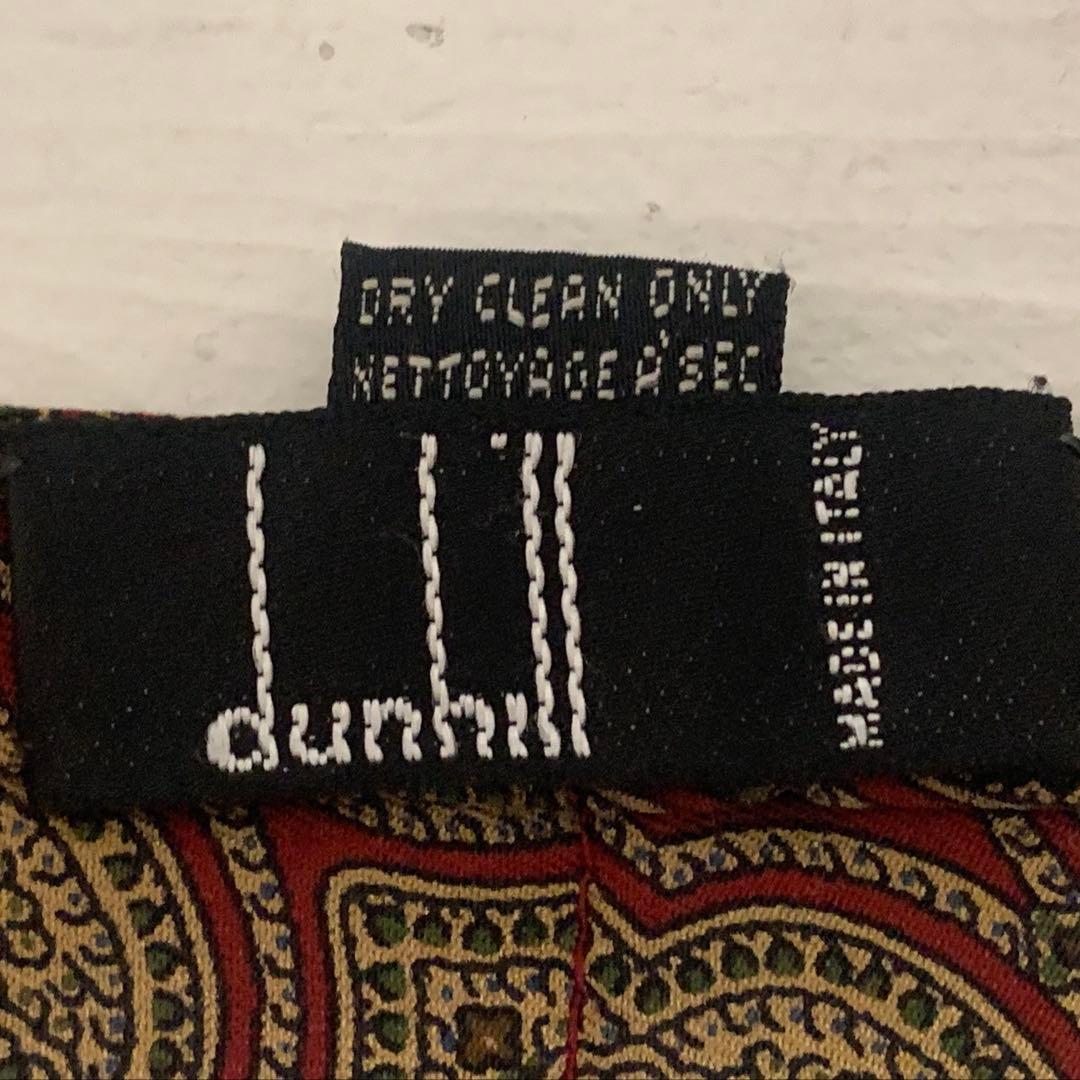 DRY CLEAN ONLY
NETTOYAGE À SEC
dunhill
MADE IN ITALY